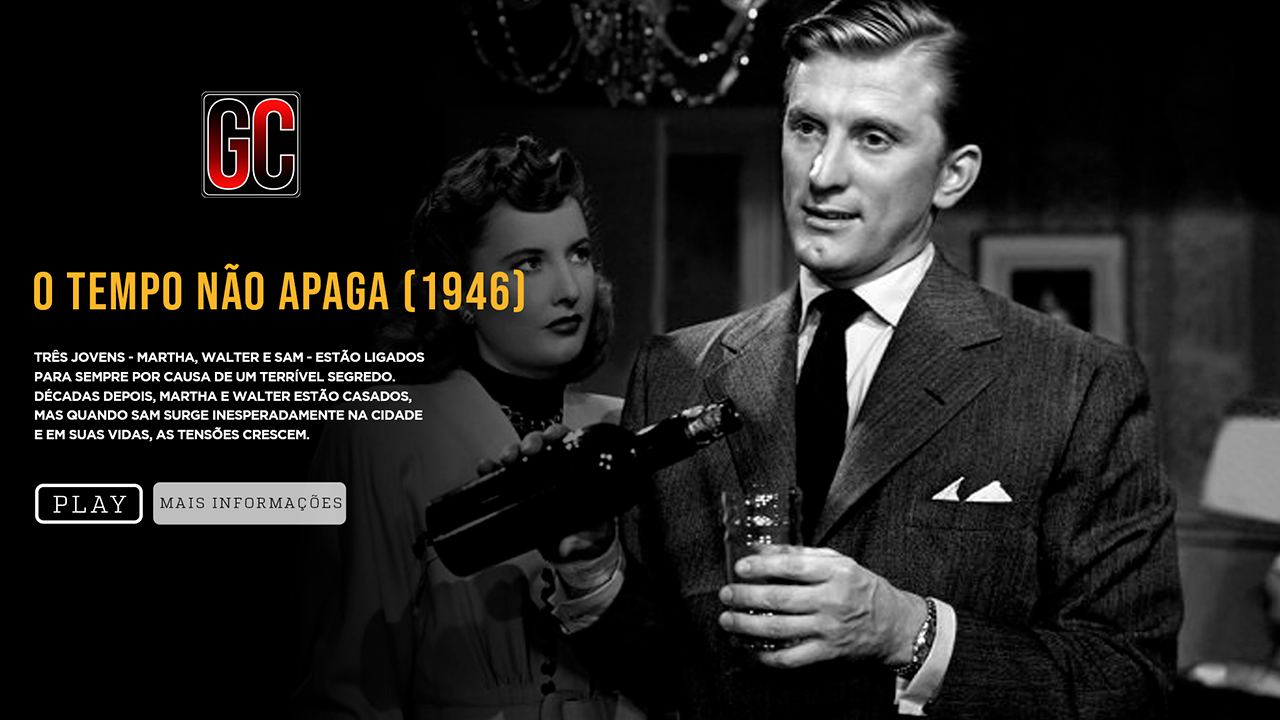 GC
O TEMPO NÃO APAGA (1946)
TRÊS JOVENS - MARTHA, WALTER E SAM - ESTÃO LIGADOS
PARA SEMPRE POR CAUSA DE UM TERRÍVEL SEGREDO.
DÉCADAS DEPOIS, MARTHA E WALTER ESTÃO CASADOS,
MAS QUANDO SAM SURGE INESPERADAMENTE NA CIDADE
E EM SUAS VIDAS, AS TENSÕES CRESCEM.
PLAY MAIS INFORMAÇÕES